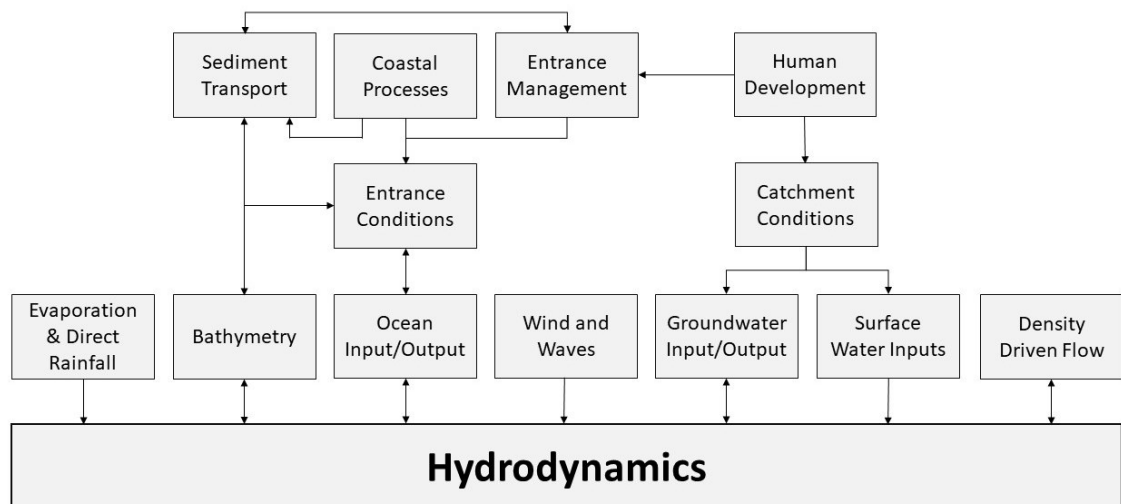 Sediment
Transport
Coastal
Processes
Entrance
Management
Human
Development
Entrance
Conditions
Catchment
Conditions
Evaporation
& Direct
Rainfall
Bathymetry
Ocean
Input/Output
Wind and
Waves
Groundwater
Input/Output
Surface
Water Inputs
Density
Driven Flow
Hydrodynamics